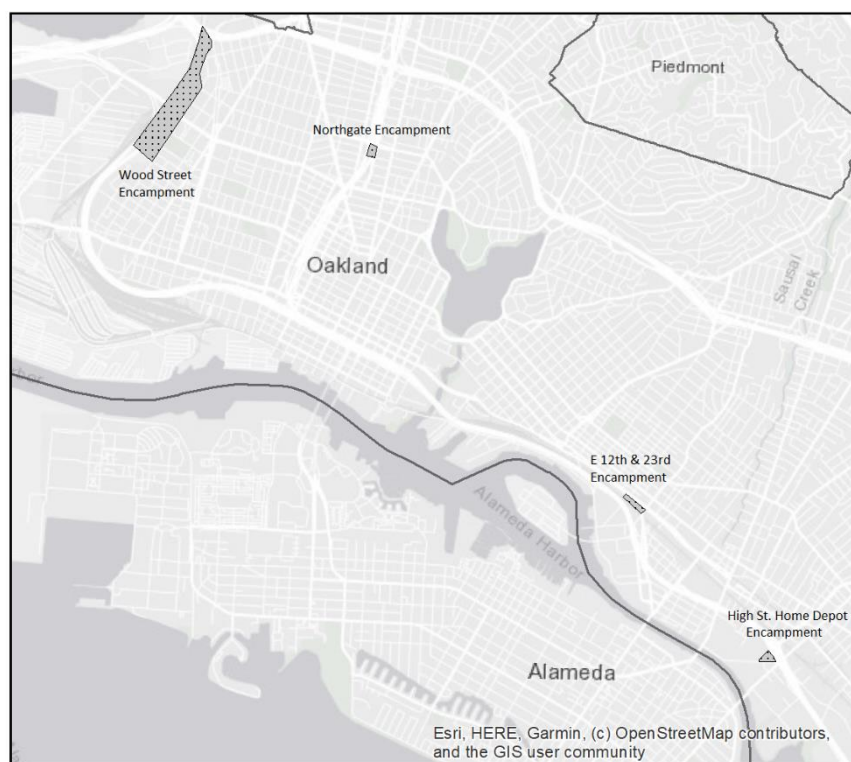 Piedmont
Northgate Encampment
Wood Street
Encampment
Oakland
Sausal
Creek
E 12th & 23rd
Encampment
Alameda Harbor
High St. Home Depot
Encampment
Alameda
Esri, HERE, Garmin, (c) OpenStreetMap contributors,
and the GIS user community